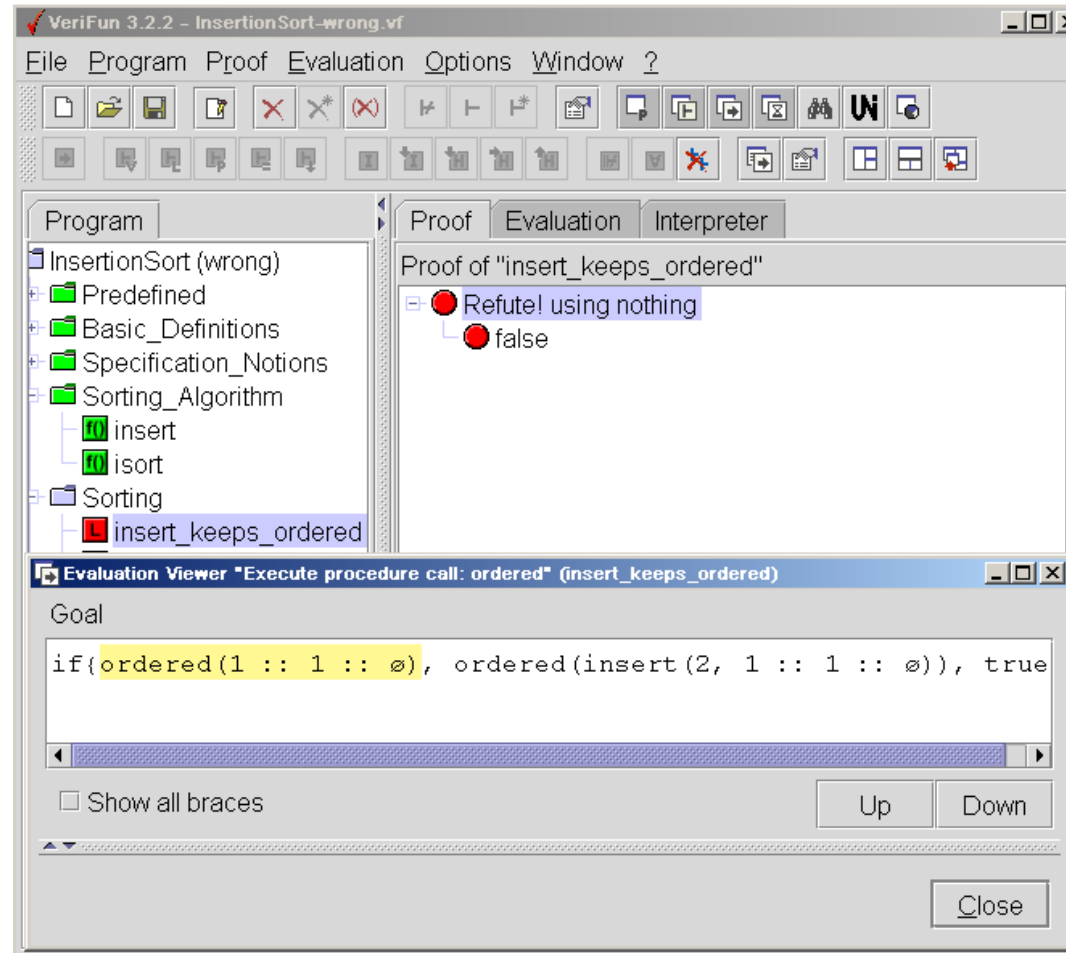 VeriFun 3.2.2 - InsertionSort-wrong.vf
File Program Proof Evaluation Options Window ?
Program
Proof Evaluation Interpreter
InsertionSort (wrong)
Predefined
Basic_Definitions
Specification_Notions
Sorting_Algorithm
f() insert
f() isort
Sorting
L insert_keeps_ordered
Proof of "insert_keeps_ordered"
Refute! using nothing
false
Evaluation Viewer "Execute procedure call: ordered" (insert_keeps_ordered)
Goal
if{ordered(1 :: 1 :: ø), ordered(insert(2, 1 :: 1 :: ø)), true
Show all braces
Up Down
Close